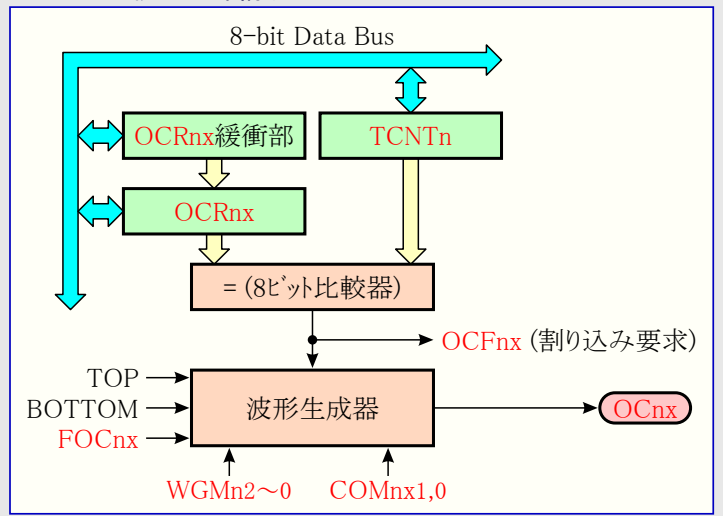 8-bit Data Bus
OCRnx緩衝部
TCNTn
OCRnx
= (8ビット比較器)
OCFnx (割り込み要求)
TOP
BOTTOM
FOCnx
波形生成器
OCnx
WGMn2～0
COMnx1,0